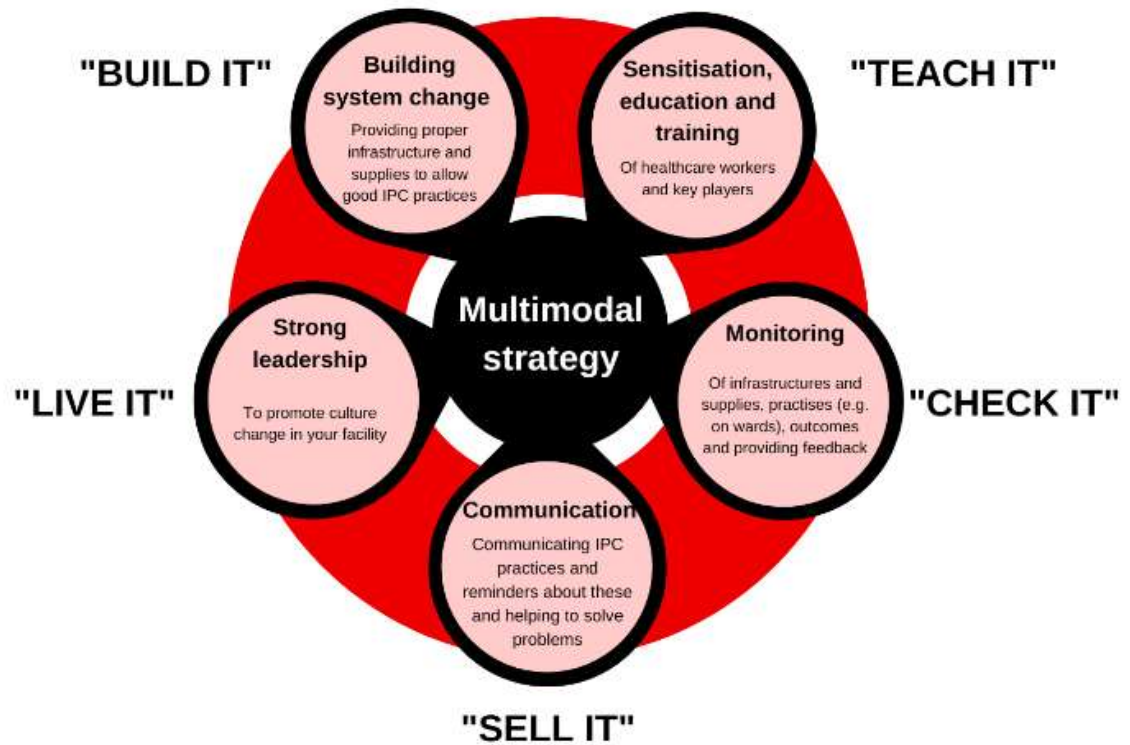 "BUILD IT"
Building
system change
Providing proper
infrastructure and
supplies to allow
good IPC practices
"TEACH IT"
Sensitisation,
education and
training
Of healthcare workers
and key players
Multimodal
strategy
"LIVE IT"
Strong
leadership
To promote culture
change in your facility
"CHECK IT"
Monitoring
Of infrastructures and
supplies, practises (e.g.
on wards), outcomes
and providing feedback
Communication
Communicating IPC
practices and
reminders about these
and helping to solve
problems
"SELL IT"